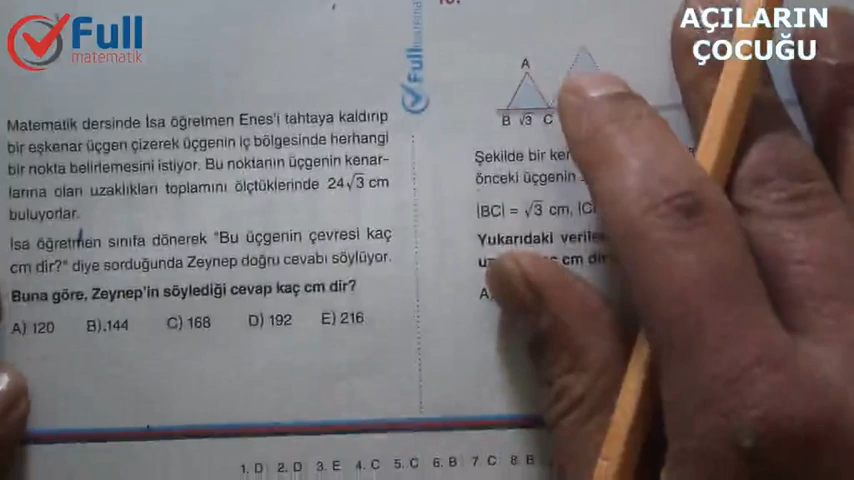 Full
matematik
AÇILARIN
ÇOCUĞU
Matematik dersinde İsa öğretmen Enes'i tahtaya kaldırıp
bir eşkenar üçgen çizerek üçgenin iç bölgesinde herhangi
bir nokta belirlemesini istiyor. Bu noktanın üçgenin kenar-
larına olan uzaklıkları toplamını ölçtüklerinde 24√3 cm
buluyorlar.
İsa öğretmen sınıfa dönerek "Bu üçgenin çevresi kaç
cm dir?" diye sorduğunda Zeynep doğru cevabı söylüyor.
Buna göre, Zeynep'in söylediği cevap kaç cm dir?
A) 120 B) 144 C) 168 D) 192 E) 216
Full
A
B √3 C
Şekilde bir
önceki üçgenin
|BC| = √3 cm,
Yukarıdaki
cm
A)
1. D 2. D 3. E 4. C 5. C 6. B 7. C 8. B